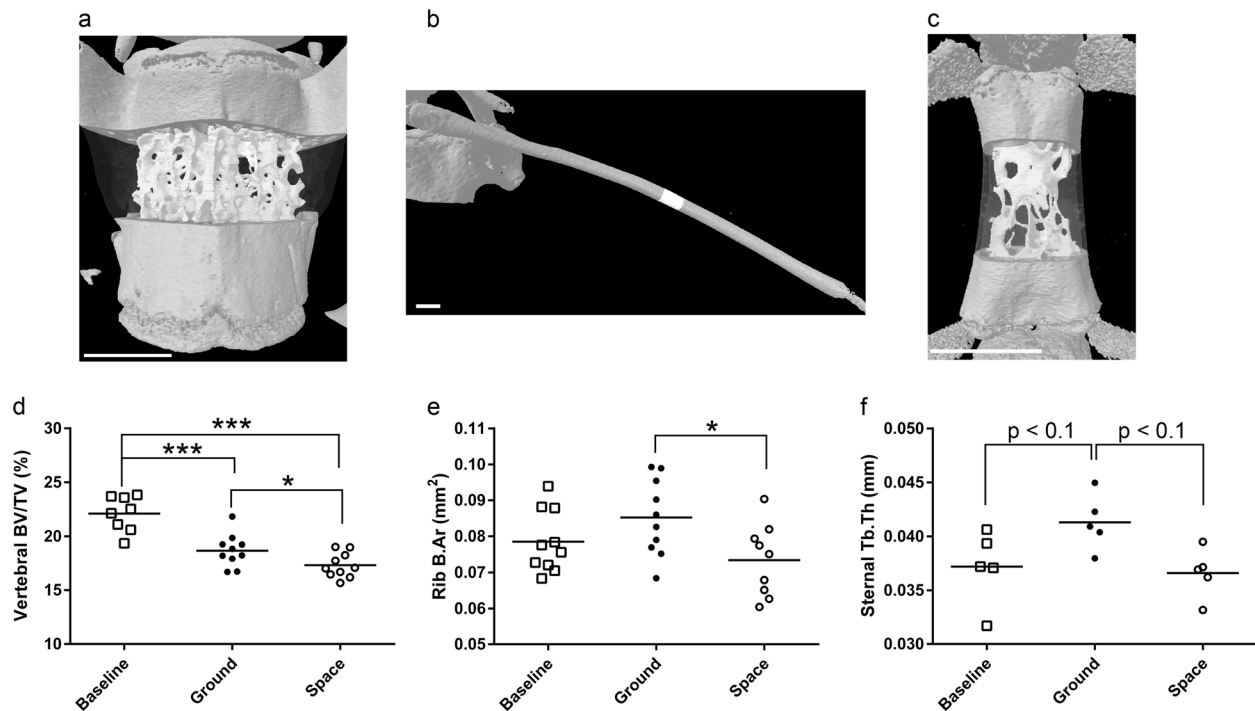 a
b
c
d
***
***
*
Vertebral BV/TV (%)
30
25
20
15
10
Baseline
Ground
Space
e
*
Rib B.Ar (mm²)
0.11
0.10
0.09
0.08
0.07
0.06
0.05
Baseline
Ground
Space
f
p < 0.1
p < 0.1
Sternal Tb.Th (mm)
0.050
0.045
0.040
0.035
0.030
Baseline
Ground
Space